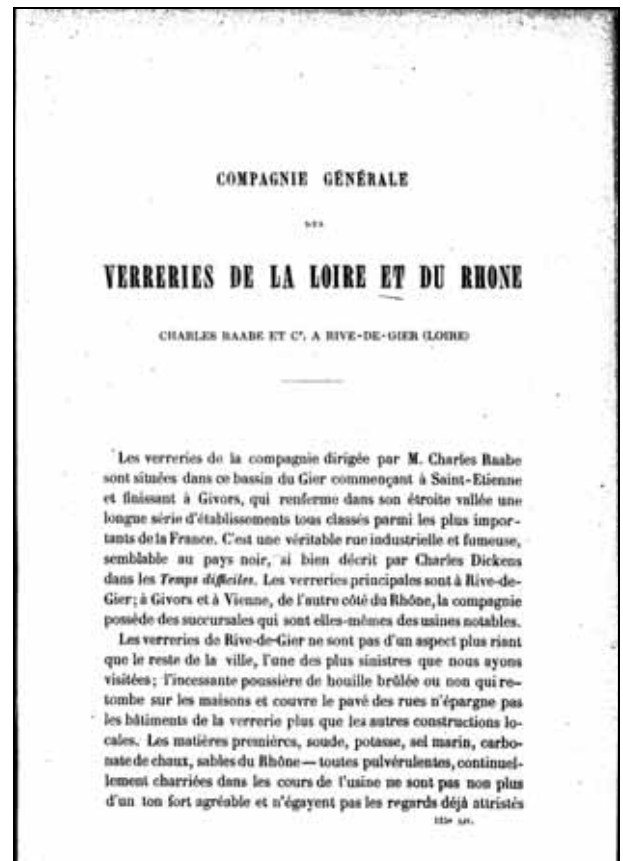 COMPAGNIE GÉNÉRALE
DES
VERRERIES DE LA LOIRE ET DU RHONE
CHARLES RAABE ET Cⁱᵉ, A RIVE-DE-GIER (LOIRE)
Les verreries de la compagnie dirigée par M. Charles Raabe
sont situées dans ce bassin du Gier commençant à Saint-Etienne
et finissant à Givors, qui renferme dans son étroite vallée une
longue série d'établissements tous classés parmi les plus impor-
tants de la France. C'est une véritable rue industrielle et fumeuse,
semblable au pays noir, si bien décrit par Charles Dickens
dans les Temps difficiles. Les verreries principales sont à Rive-de-
Gier; à Givors et à Vienne, de l'autre côté du Rhône, la compagnie
possède des succursales qui sont elles-mêmes des usines notables.
Les verreries de Rive-de-Gier ne sont pas d'un aspect plus riant
que le reste de la ville, l'une des plus sinistres que nous ayons
visitées; l'incessante poussière de houille brûlée ou non qui re-
tombe sur les maisons et couvre le pavé des rues n'épargne pas
les bâtiments de la verrerie plus que les autres constructions lo-
cales. Les matières premières, soude, potasse, sel marin, carbo-
nate de chaux, sables du Rhône — toutes pulvérulentes, continuel-
lement charriées dans les cours de l'usine ne sont pas non plus
d'un ton fort agréable et n'égayent pas les regards déjà attristés